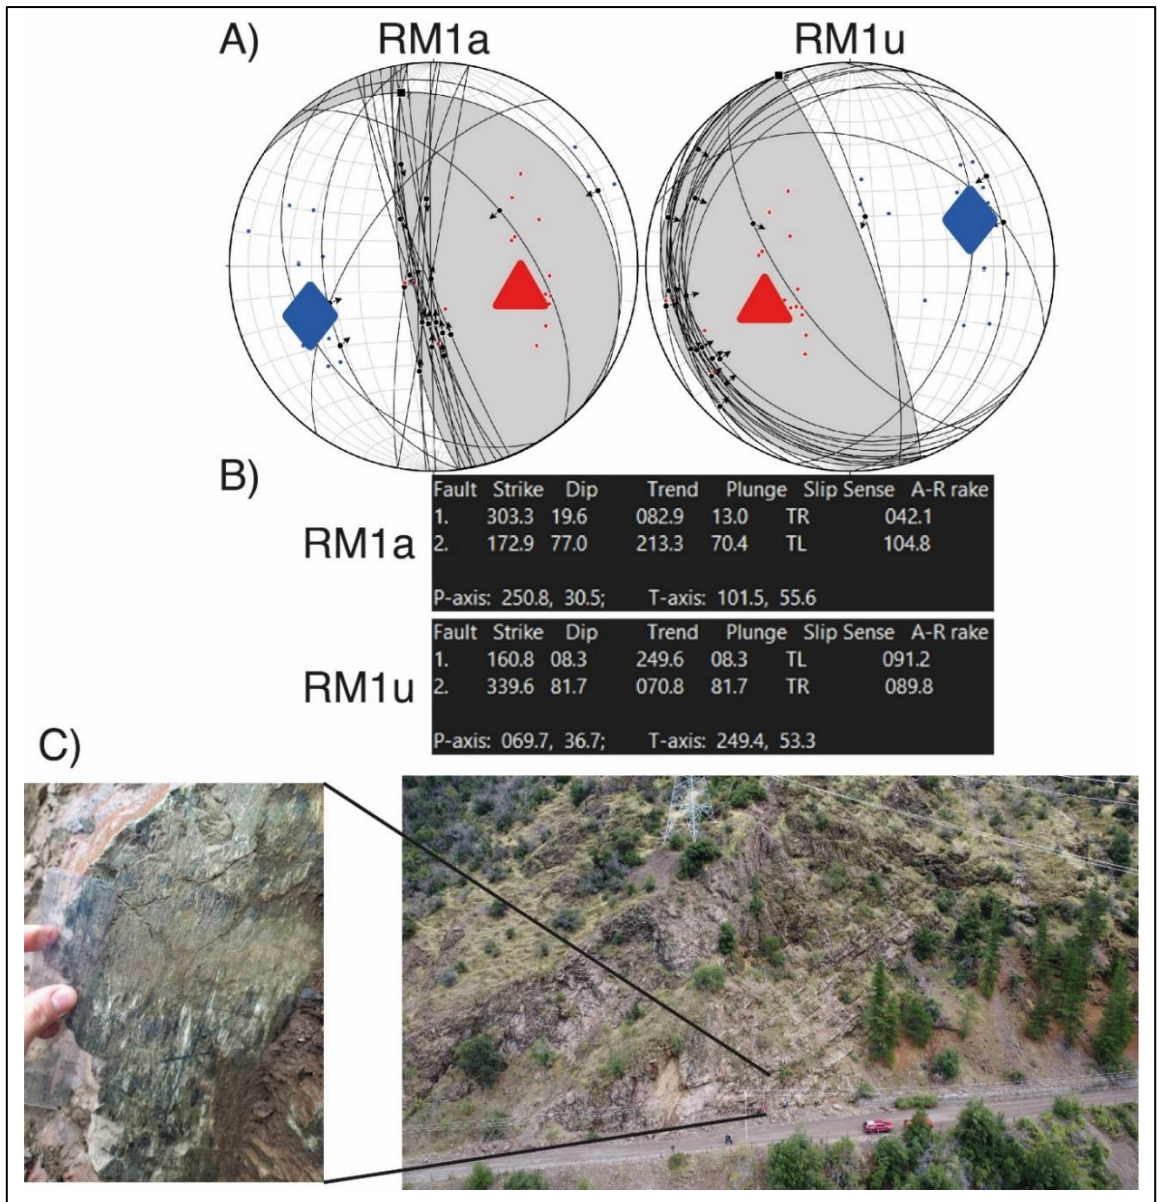 A) RM1a RM1u
B)
RM1a
Fault Strike Dip Trend Plunge Slip Sense A-R rake
1. 303.3 19.6 082.9 13.0 TR 042.1
2. 172.9 77.0 213.3 70.4 TL 104.8
P-axis: 250.8, 30.5; T-axis: 101.5, 55.6
RM1u
Fault Strike Dip Trend Plunge Slip Sense A-R rake
1. 160.8 08.3 249.6 08.3 TL 091.2
2. 339.6 81.7 070.8 81.7 TR 089.8
P-axis: 069.7, 36.7; T-axis: 249.4, 53.3
C)